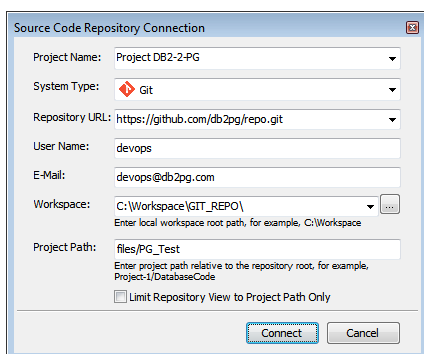 Source Code Repository Connection
Project Name: Project DB2-2-PG
System Type: Git
Repository URL: https://github.com/db2pg/repo.git
User Name: devops
E-Mail: devops@db2pg.com
Workspace: C:\Workspace\GIT_REPO\ ...
Enter local workspace root path, for example, C:\Workspace
Project Path: files/PG_Test
Enter project path relative to the repository root, for example,
Project-1/DatabaseCode
Limit Repository View to Project Path Only
Connect Cancel